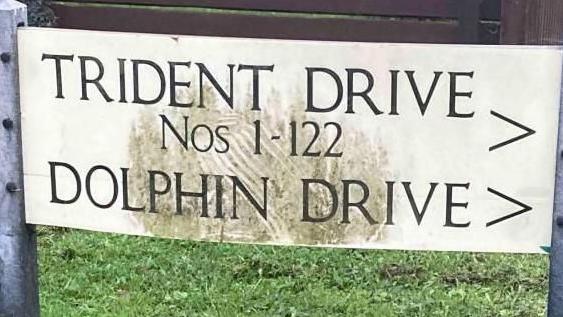 TRIDENT DRIVE >
Nos 1-122
DOLPHIN DRIVE >